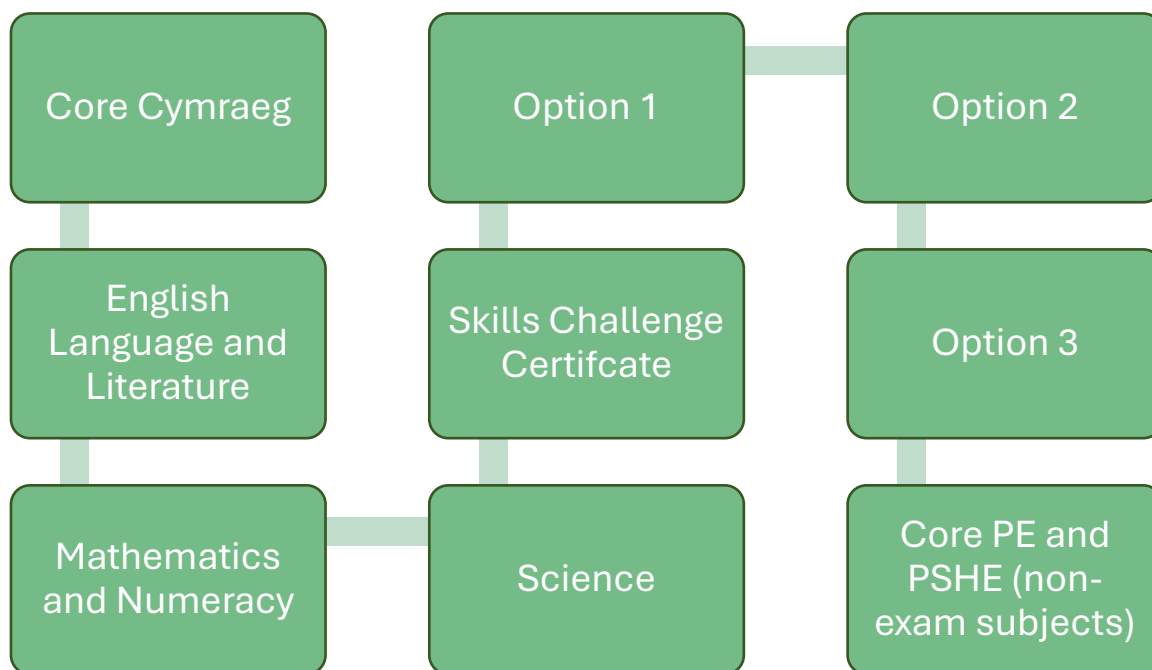 Core Cymraeg
English
Language and
Literature
Mathematics
and Numeracy
Science
Skills Challenge
Certifcate
Option 1
Option 2
Option 3
Core PE and
PSHE (non-
exam subjects)